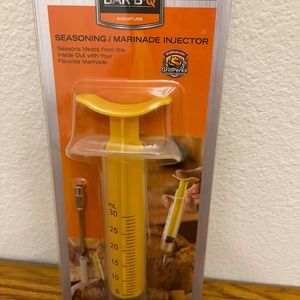 BAR-B-Q
SIGNATURE
SEASONING / MARINADE INJECTOR
Seasons Meats from the
Inside Out with Your
Favorite Marinade
GrillPerks
mL
30
25
20
15
10
5